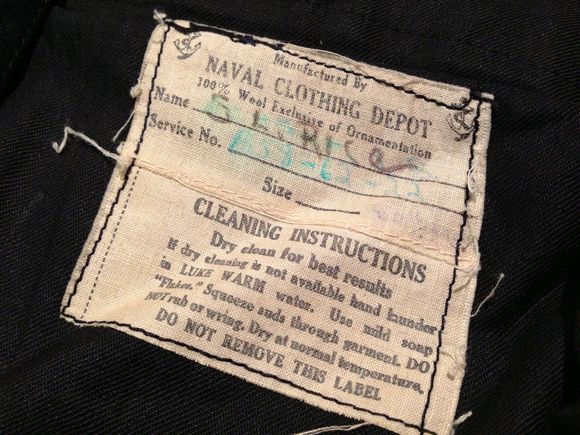 Manufactured By
NAVAL CLOTHING DEPOT
100% Wool Exclusive of Ornamentation
Name
Service No.
Size
CLEANING INSTRUCTIONS
Dry clean for best results
If dry cleaning is not available hand launder
in LUKE WARM water. Use mild soap
"Flakes." Squeeze suds through garment. DO
NOT rub or wring. Dry at normal temperature.
DO NOT REMOVE THIS LABEL